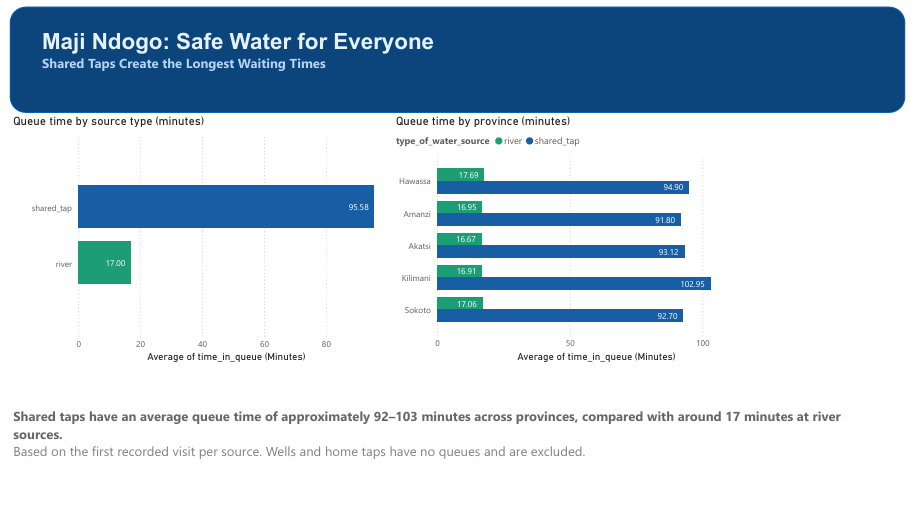 Maji Ndogo: Safe Water for Everyone
Shared Taps Create the Longest Waiting Times
Queue time by source type (minutes)
shared_tap
95.58
river
17.00
0 20 40 60 80
Average of time_in_queue (Minutes)
Queue time by province (minutes)
type_of_water_source river shared_tap
Hawassa
17.69
94.90
Amanzi
16.95
91.80
Akatsi
16.67
93.12
Kilimani
16.91
102.95
Sokoto
17.06
92.70
0 50 100
Average of time_in_queue (Minutes)
Shared taps have an average queue time of approximately 92–103 minutes across provinces, compared with around 17 minutes at river
sources.
Based on the first recorded visit per source. Wells and home taps have no queues and are excluded.